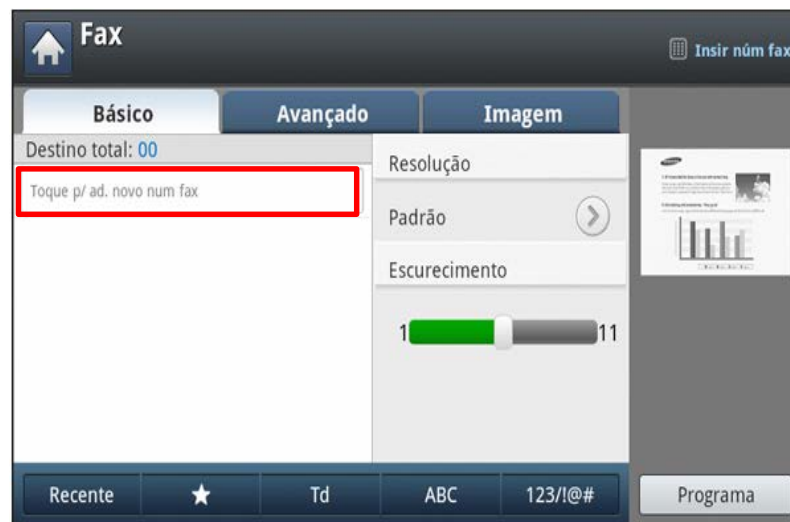 Fax
Insir núm fax
Básico
Avançado
Imagem
Destino total: 00
Toque p/ ad. novo num fax
Resolução
Padrão
Escurecimento
1
11
Recente
Td
ABC
123/!@#
Programa